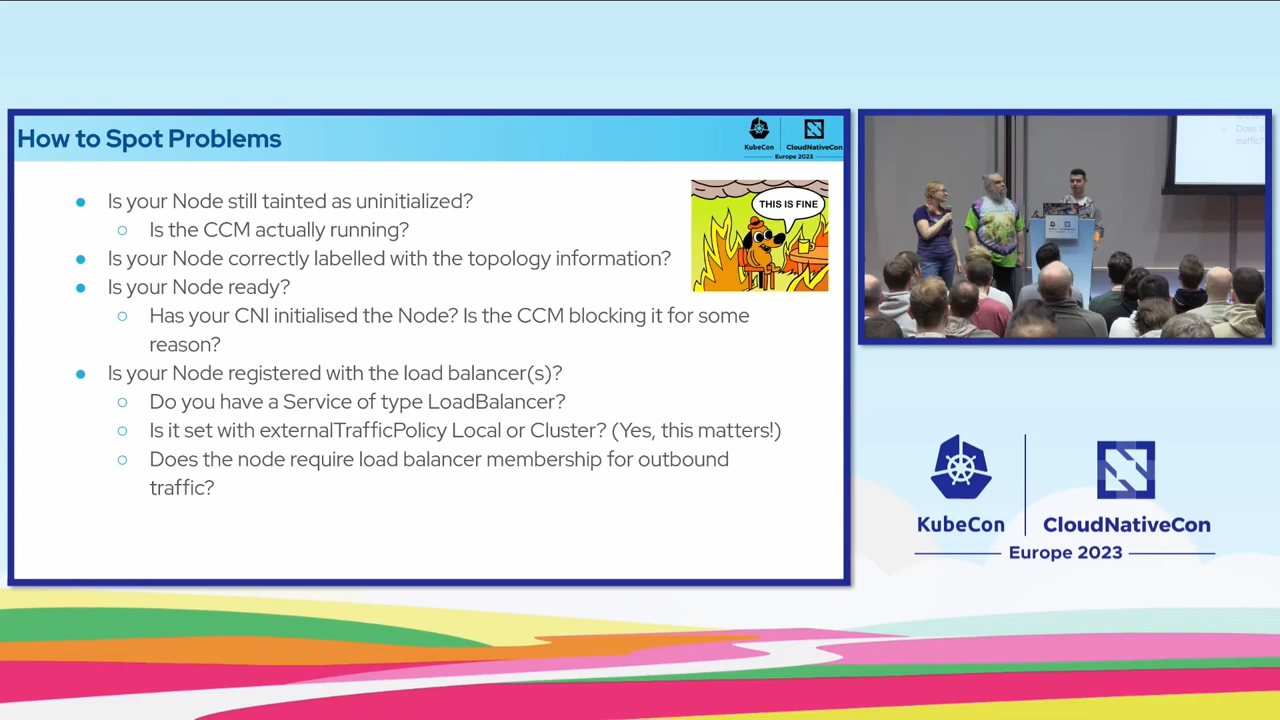 How to Spot Problems
KubeCon
CloudNativeCon
Europe 2023
● Is your Node still tainted as uninitialized?
○ Is the CCM actually running?
● Is your Node correctly labelled with the topology information?
● Is your Node ready?
○ Has your CNI initialised the Node? Is the CCM blocking it for some
reason?
● Is your Node registered with the load balancer(s)?
○ Do you have a Service of type LoadBalancer?
○ Is it set with externalTrafficPolicy Local or Cluster? (Yes, this matters!)
○ Does the node require load balancer membership for outbound
traffic?
THIS IS FINE
Does
traffic?
KubeCon
CloudNativeCon
Europe 2023